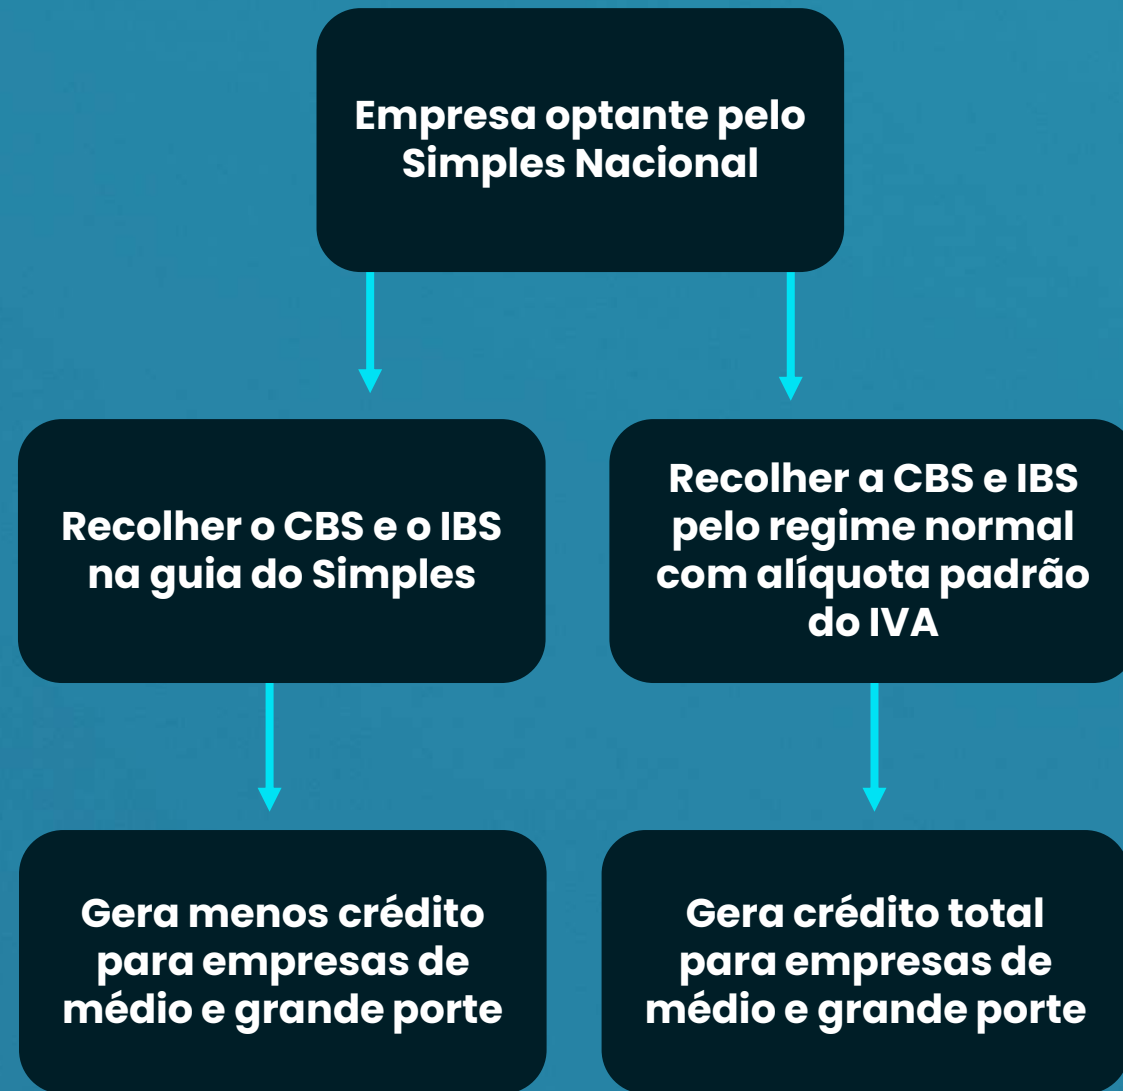 Empresa optante pelo
Simples Nacional
Recolher o CBS e o IBS
na guia do Simples
Recolher a CBS e IBS
pelo regime normal
com alíquota padrão
do IVA
Gera menos crédito
para empresas de
médio e grande porte
Gera crédito total
para empresas de
médio e grande porte